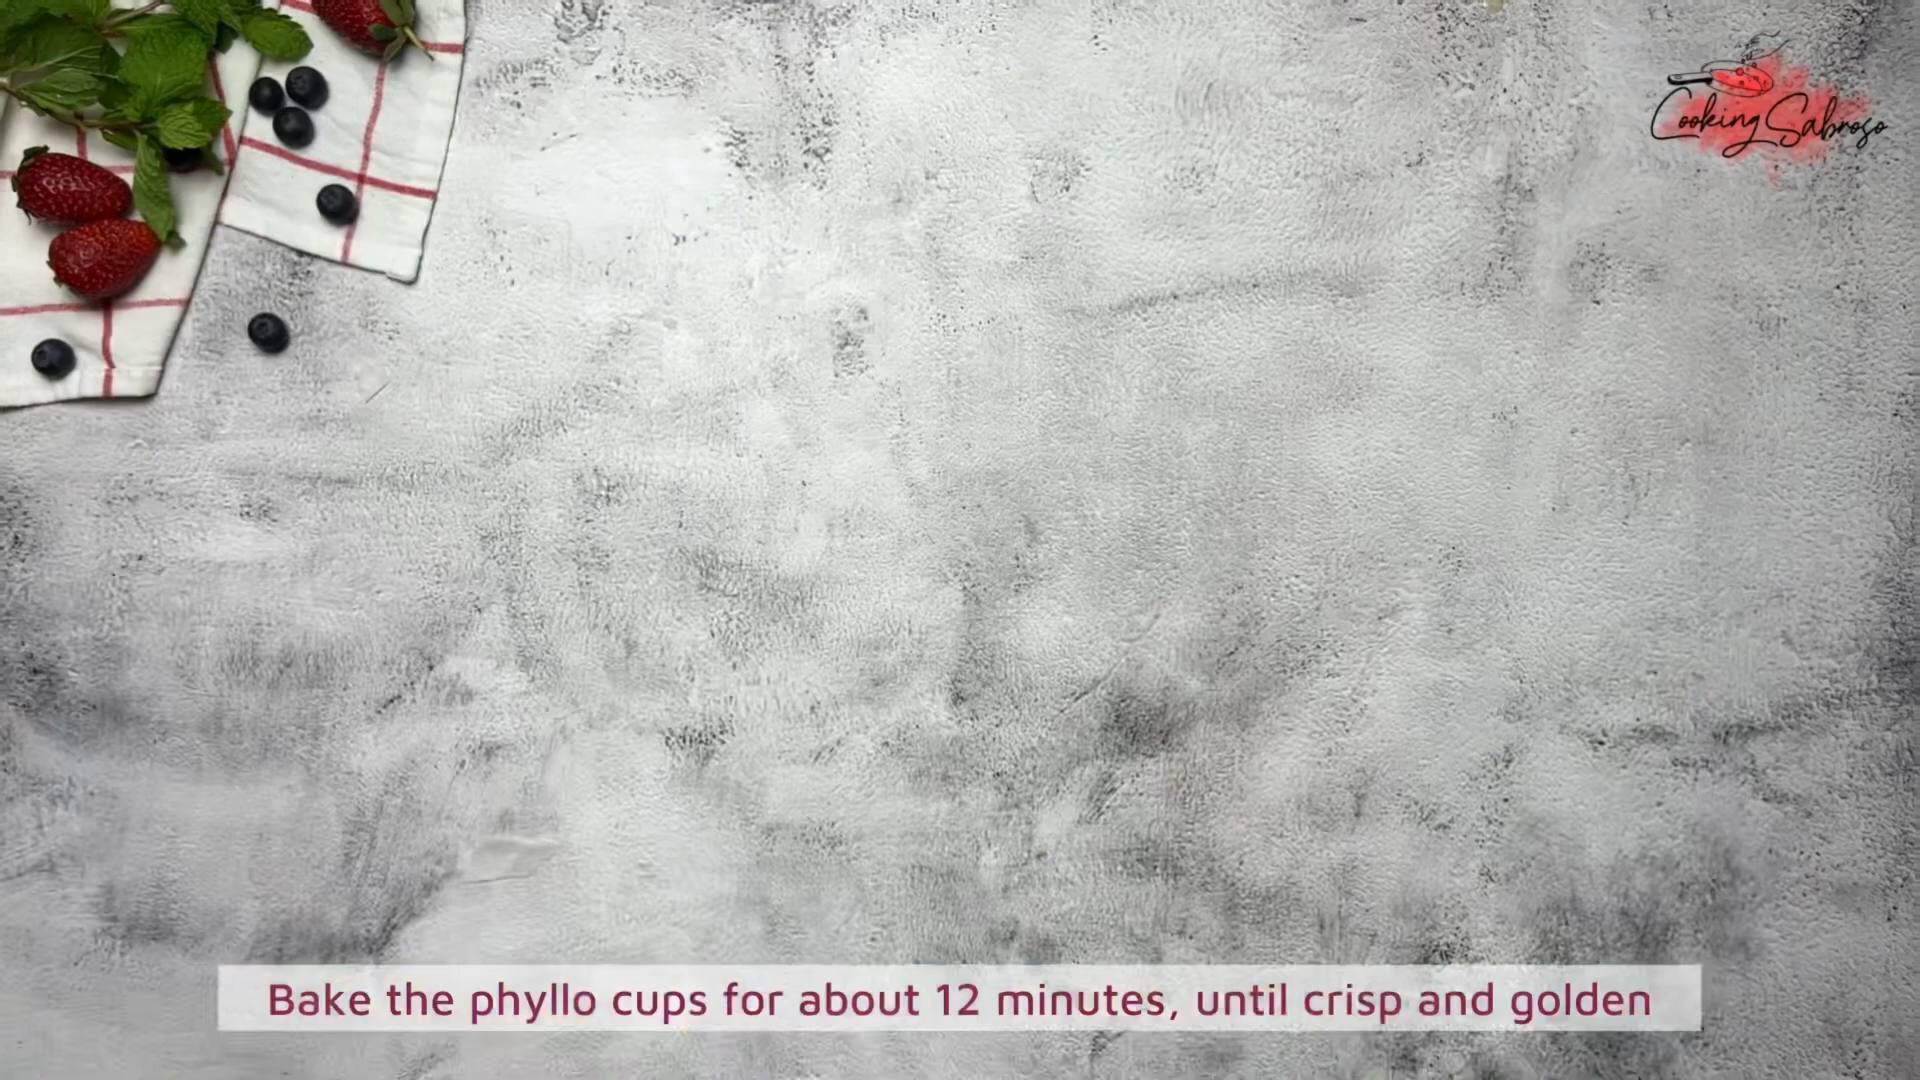 Cooking Sabroso
Bake the phyllo cups for about 12 minutes, until crisp and golden